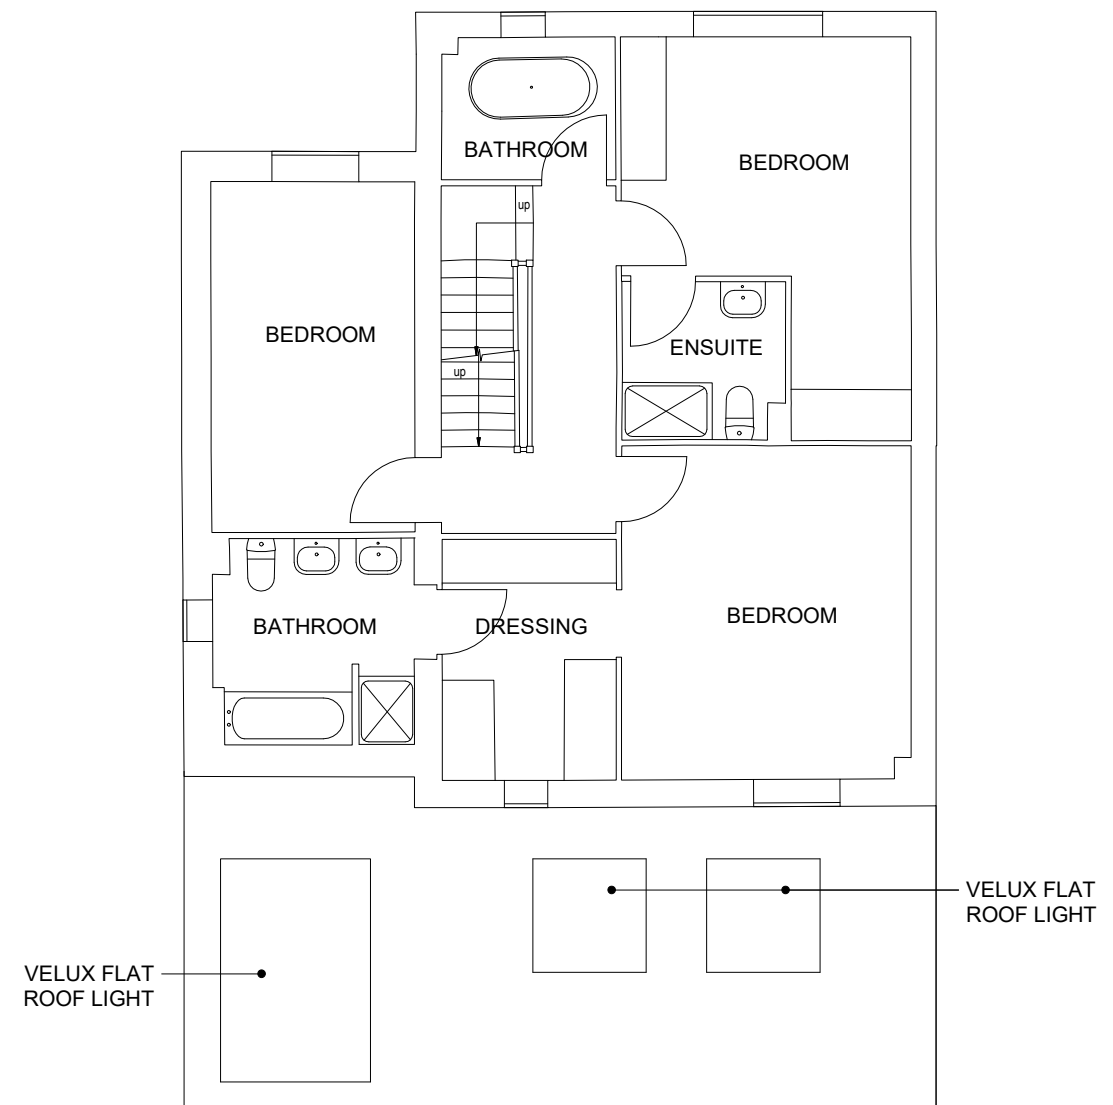 BATHROOM
BEDROOM
up
BEDROOM
ENSUITE
up
BEDROOM
BATHROOM
DRESSING
VELUX FLAT
ROOF LIGHT
VELUX FLAT
ROOF LIGHT